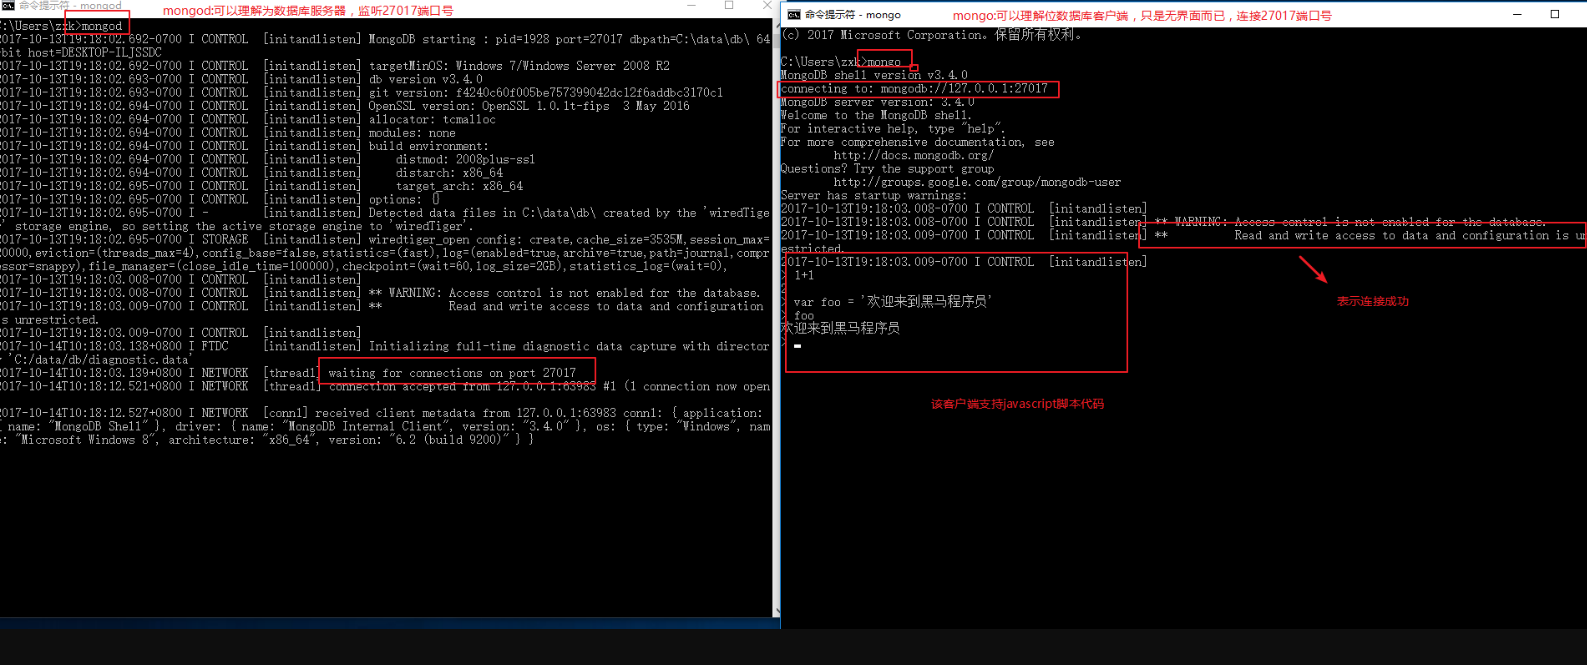 命令提示符 - mongod
mongod:可以理解为数据库服务器，监听27017端口号
C:\Users\zxk>mongod
2017-10-13T19:18:02.692-0700 I CONTROL  [initandlisten] MongoDB starting : pid=1928 port=27017 dbpath=C:\data\db\ 64
-bit host=DESKTOP-ILJSSDC
2017-10-13T19:18:02.692-0700 I CONTROL  [initandlisten] targetMinOS: Windows 7/Windows Server 2008 R2
2017-10-13T19:18:02.693-0700 I CONTROL  [initandlisten] db version v3.4.0
2017-10-13T19:18:02.693-0700 I CONTROL  [initandlisten] git version: f4240c60f005be757399042dc12f6addbc3170c1
2017-10-13T19:18:02.694-0700 I CONTROL  [initandlisten] OpenSSL version: OpenSSL 1.0.1t-fips  3 May 2016
2017-10-13T19:18:02.694-0700 I CONTROL  [initandlisten] allocator: tcmalloc
2017-10-13T19:18:02.694-0700 I CONTROL  [initandlisten] modules: none
2017-10-13T19:18:02.694-0700 I CONTROL  [initandlisten] build environment:
2017-10-13T19:18:02.694-0700 I CONTROL  [initandlisten]     distmod: 2008plus-ssl
2017-10-13T19:18:02.694-0700 I CONTROL  [initandlisten]     distarch: x86_64
2017-10-13T19:18:02.694-0700 I CONTROL  [initandlisten]     target_arch: x86_64
2017-10-13T19:18:02.695-0700 I CONTROL  [initandlisten] options: {}
2017-10-13T19:18:02.695-0700 I -        [initandlisten] Detected data files in C:\data\db\ created by the 'wiredTige
r' storage engine, so setting the active storage engine to 'wiredTiger'.
2017-10-13T19:18:02.695-0700 I STORAGE  [initandlisten] wiredtiger_open config: create,cache_size=3535M,session_max=
20000,eviction=(threads_max=4),config_base=false,statistics=(fast),log=(enabled=true,archive=true,path=journal,compr
essor=snappy),file_manager=(close_idle_time=100000),checkpoint=(wait=60,log_size=2GB),statistics_log=(wait=0),
2017-10-13T19:18:03.008-0700 I CONTROL  [initandlisten]
2017-10-13T19:18:03.008-0700 I CONTROL  [initandlisten] ** WARNING: Access control is not enabled for the database.
2017-10-13T19:18:03.009-0700 I CONTROL  [initandlisten] **          Read and write access to data and configuration
s unrestricted.
2017-10-13T19:18:03.009-0700 I CONTROL  [initandlisten]
2017-10-14T10:18:03.138+0800 I FTDC     [initandlisten] Initializing full-time diagnostic data capture with director
'C:/data/db/diagnostic.data'
2017-10-14T10:18:03.139+0800 I NETWORK  [thread1] waiting for connections on port 27017
2017-10-14T10:18:12.521+0800 I NETWORK  [thread1] connection accepted from 127.0.0.1:63983 #1 (1 connection now open
2017-10-14T10:18:12.527+0800 I NETWORK  [conn1] received client metadata from 127.0.0.1:63983 conn1: { application:
{ name: "MongoDB Shell" }, driver: { name: "MongoDB Internal Client", version: "3.4.0" }, os: { type: "Windows", nam
e: "Microsoft Windows 8", architecture: "x86_64", version: "6.2 (build 9200)" } }
命令提示符 - mongo
mongo:可以理解位数据库客户端，只是无界面而已，连接27017端口号
(c) 2017 Microsoft Corporation。保留所有权利。
C:\Users\zxk>mongo
MongoDB shell version v3.4.0
connecting to: mongodb://127.0.0.1:27017
MongoDB server version: 3.4.0
Welcome to the MongoDB shell.
For interactive help, type "help".
For more comprehensive documentation, see
http://docs.mongodb.org/
Questions? Try the support group
http://groups.google.com/group/mongodb-user
Server has startup warnings:
2017-10-13T19:18:03.008-0700 I CONTROL  [initandlisten]
2017-10-13T19:18:03.008-0700 I CONTROL  [initandlisten] ** WARNING: Access control is not enabled for the database.
2017-10-13T19:18:03.009-0700 I CONTROL  [initandlisten] **          Read and write access to data and configuration is un
restricted.
2017-10-13T19:18:03.009-0700 I CONTROL  [initandlisten]
> 1+1
2
> var foo = '欢迎来到黑马程序员'
> foo
欢迎来到黑马程序员
>
表示连接成功
该客户端支持javascript脚本代码